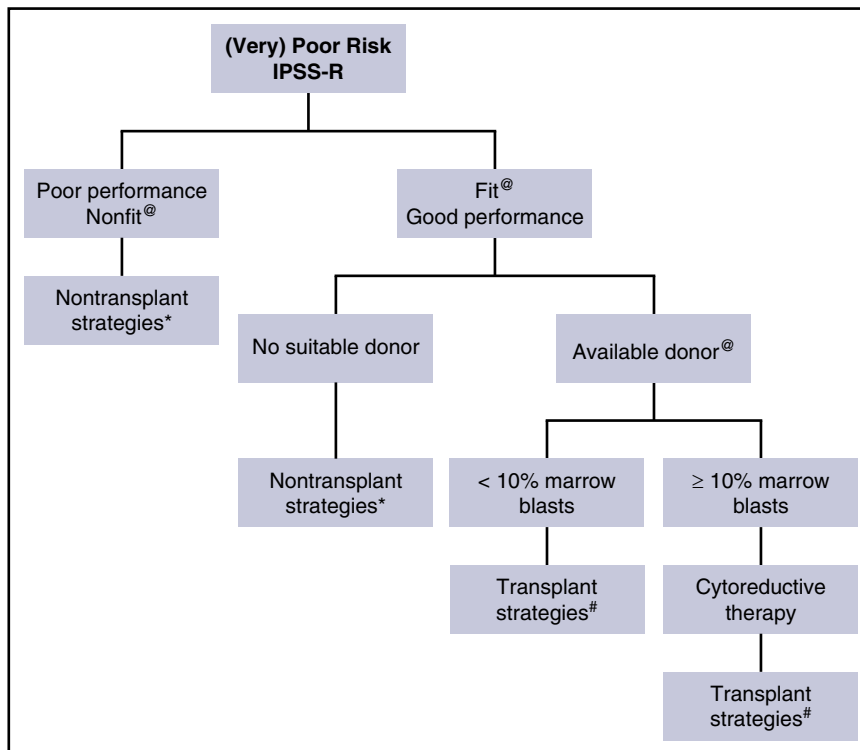 (Very) Poor Risk
IPSS-R
Poor performance
Nonfit@
Fit@
Good performance
Nontransplant
strategies*
No suitable donor
Available donor@
Nontransplant
strategies*
< 10% marrow
blasts
≥ 10% marrow
blasts
Transplant
strategies#
Cytoreductive
therapy
Transplant
strategies#